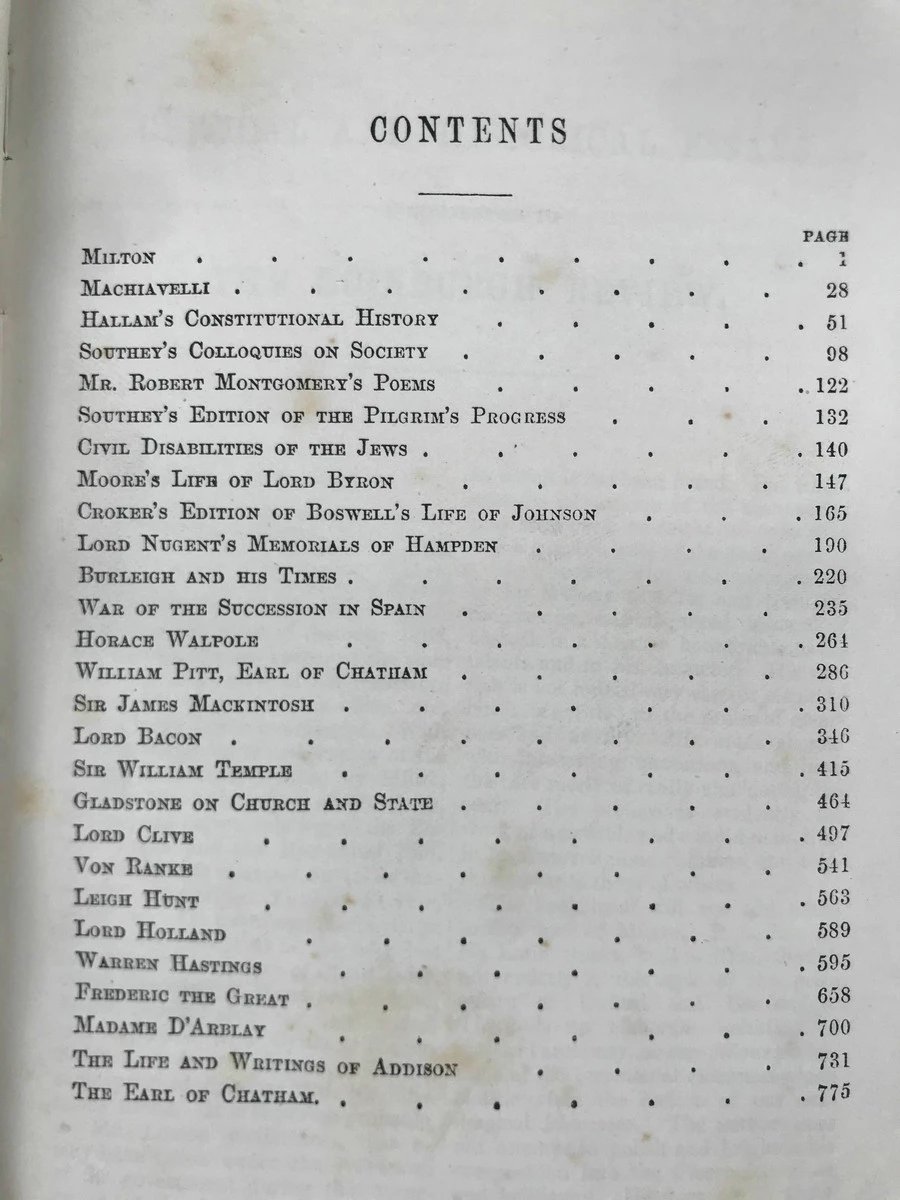 CONTENTS
PAGE
MILTON . . . . . . . . . 1
MACHIAVELLI . . . . . . . . 28
HALLAM'S CONSTITUTIONAL HISTORY . . . . . 51
SOUTHEY'S COLLOQUIES ON SOCIETY . . . . . 98
MR. ROBERT MONTGOMERY'S POEMS . . . . . 122
SOUTHEY'S EDITION OF THE PILGRIM'S PROGRESS . . . 132
CIVIL DISABILITIES OF THE JEWS . . . . . . 140
MOORE'S LIFE OF LORD BYRON . . . . . 147
CROKER'S EDITION OF BOSWELL'S LIFE OF JOHNSON . . . 165
LORD NUGENT'S MEMORIALS OF HAMPDEN . . . . 190
BURLEIGH AND HIS TIMES . . . . . . . 220
WAR OF THE SUCCESSION IN SPAIN . . . . . 235
HORACE WALPOLE . . . . . . . 264
WILLIAM PITT, EARL OF CHATHAM . . . . . 286
SIR JAMES MACKINTOSH . . . . . . . 310
LORD BACON . . . . . . . . 346
SIR WILLIAM TEMPLE . . . . . . . 415
GLADSTONE ON CHURCH AND STATE . . . . . 464
LORD CLIVE . . . . . . . . 497
VON RANKE . . . . . . . . 541
LEIGH HUNT . . . . . . . . 563
LORD HOLLAND . . . . . . . 589
WARREN HASTINGS . . . . . . . 595
FREDERIC THE GREAT . . . . . . . 658
MADAME D'ARBLAY . . . . . . . 700
THE LIFE AND WRITINGS OF ADDISON . . . . 731
THE EARL OF CHATHAM. . . . . . . . 775